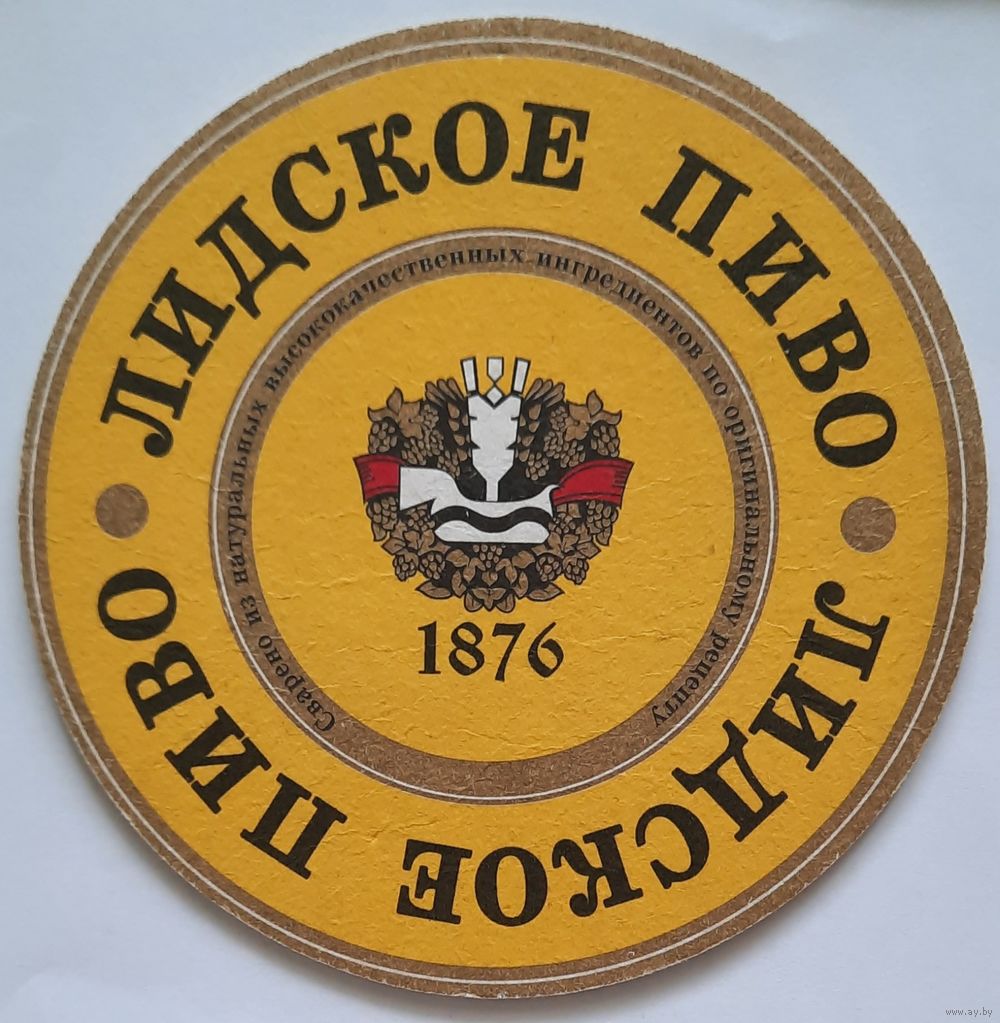 ЛИДСКОЕ ПИВО
ЛИДСКОЕ ПИВО
Сварено из натуральных высококачественных ингредиентов по оригинальному рецепту
1876
www.ay.by